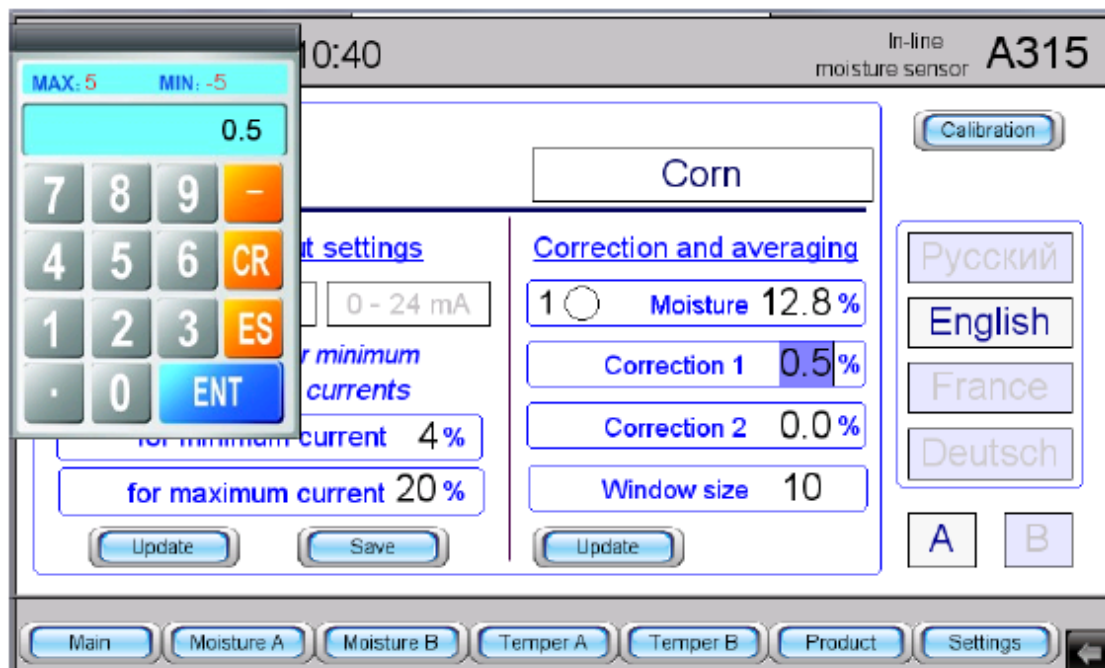 10:40
In-line
moisture sensor A315
MAX: 5 MIN: -5
0.5
7 8 9 –
4 5 6 CR
1 2 3 ES
. 0 ENT
Corn
Calibration
settings
0 - 24 mA
minimum
currents
for minimum current 4 %
for maximum current 20 %
Update
Save
Correction and averaging
1 Moisture 12.8 %
Correction 1 0.5 %
Correction 2 0.0 %
Window size 10
Update
Русский
English
France
Deutsch
A B
Main Moisture A Moisture B Temper A Temper B Product Settings